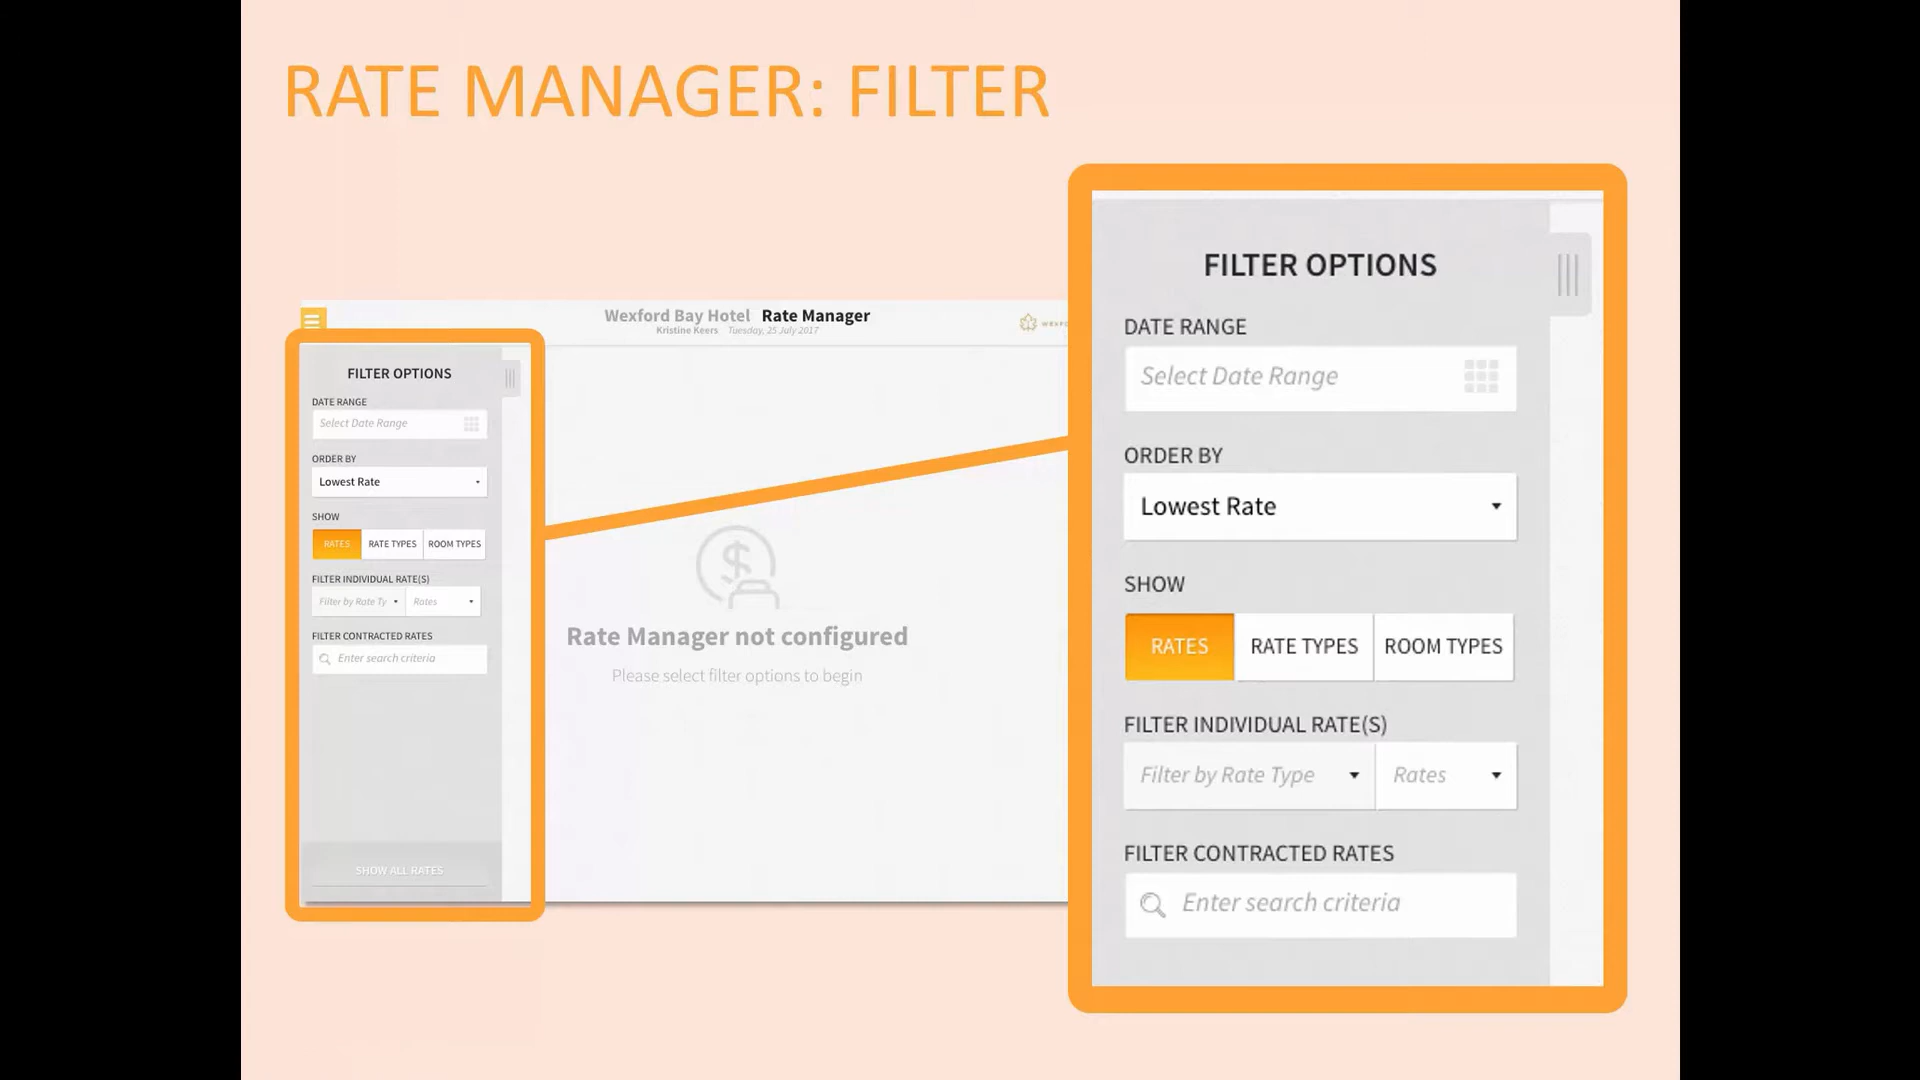 RATE MANAGER: FILTER
Wexford Bay Hotel Rate Manager
Kristine Keers Tuesday, 25 July 2017
FILTER OPTIONS
DATE RANGE
Select Date Range
ORDER BY
Lowest Rate
SHOW
RATES RATE TYPES ROOM TYPES
FILTER INDIVIDUAL RATE(S)
Filter by Rate Ty Rates
FILTER CONTRACTED RATES
Enter search criteria
SHOW ALL RATES
Rate Manager not configured
Please select filter options to begin
FILTER OPTIONS
DATE RANGE
Select Date Range
ORDER BY
Lowest Rate
SHOW
RATES RATE TYPES ROOM TYPES
FILTER INDIVIDUAL RATE(S)
Filter by Rate Type Rates
FILTER CONTRACTED RATES
Enter search criteria